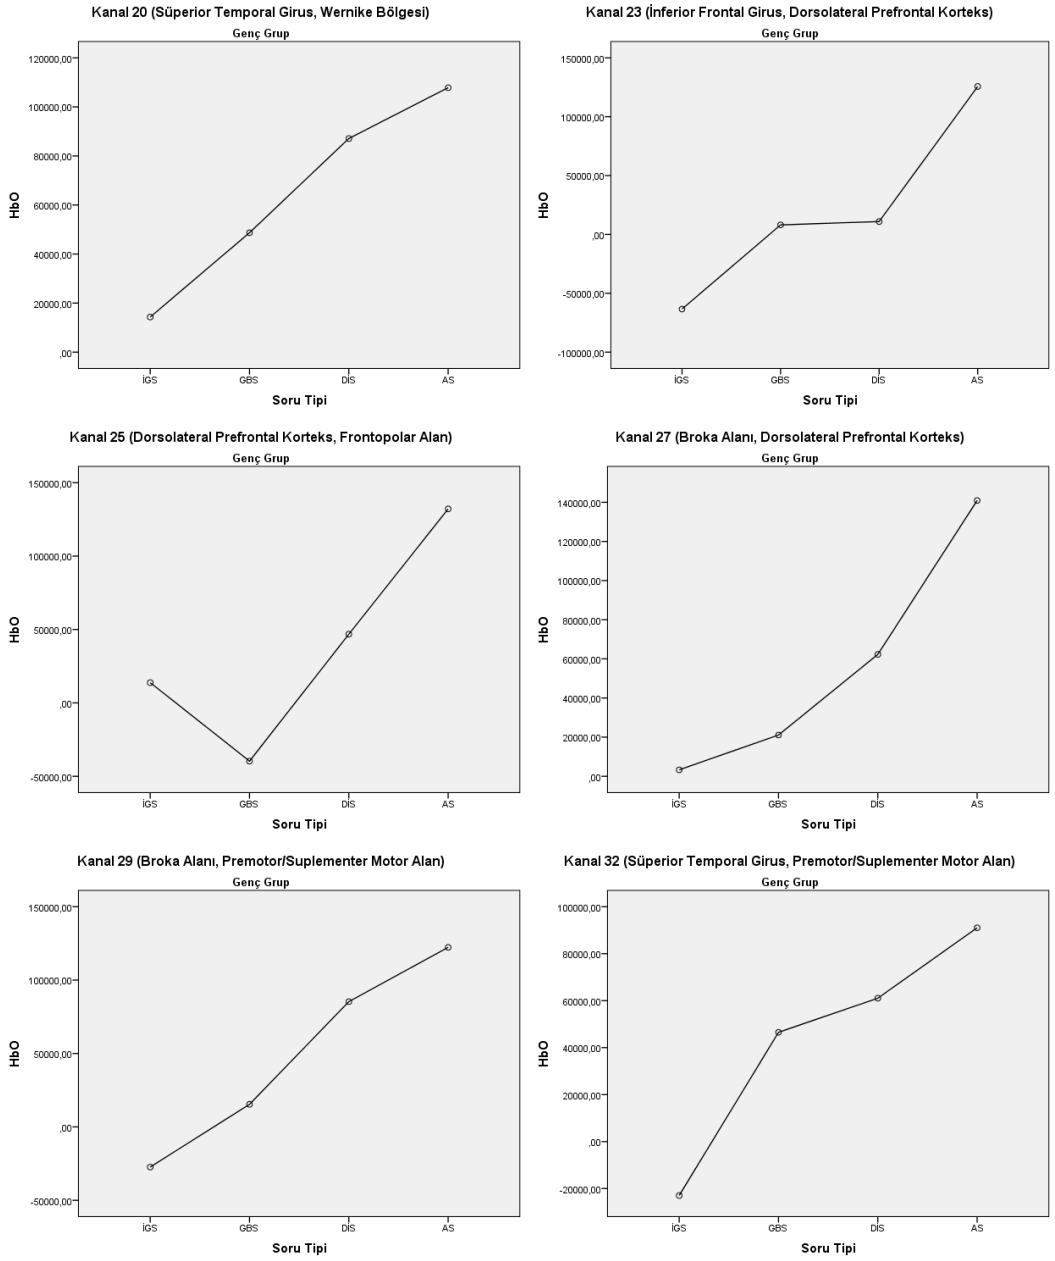 Kanal 20 (Süperior Temporal Girus, Wernike Bölgesi)
Genç Grup
120000,00
100000,00
80000,00
60000,00
40000,00
20000,00
,00
HbO
İGS
GBS
DİS
AS
Soru Tipi
Kanal 23 (İnferior Frontal Girus, Dorsolateral Prefrontal Korteks)
Genç Grup
150000,00
100000,00
50000,00
,00
-50000,00
-100000,00
HbO
İGS
GBS
DİS
AS
Soru Tipi
Kanal 25 (Dorsolateral Prefrontal Korteks, Frontopolar Alan)
Genç Grup
150000,00
100000,00
50000,00
,00
-50000,00
HbO
İGS
GBS
DİS
AS
Soru Tipi
Kanal 27 (Broka Alanı, Dorsolateral Prefrontal Korteks)
Genç Grup
140000,00
120000,00
100000,00
80000,00
60000,00
40000,00
20000,00
,00
HbO
İGS
GBS
DİS
AS
Soru Tipi
Kanal 29 (Broka Alanı, Premotor/Suplementer Motor Alan)
Genç Grup
150000,00
100000,00
50000,00
,00
-50000,00
HbO
İGS
GBS
DİS
AS
Soru Tipi
Kanal 32 (Süperior Temporal Girus, Premotor/Suplementer Motor Alan)
Genç Grup
100000,00
80000,00
60000,00
40000,00
20000,00
,00
-20000,00
HbO
İGS
GBS
DİS
AS
Soru Tipi